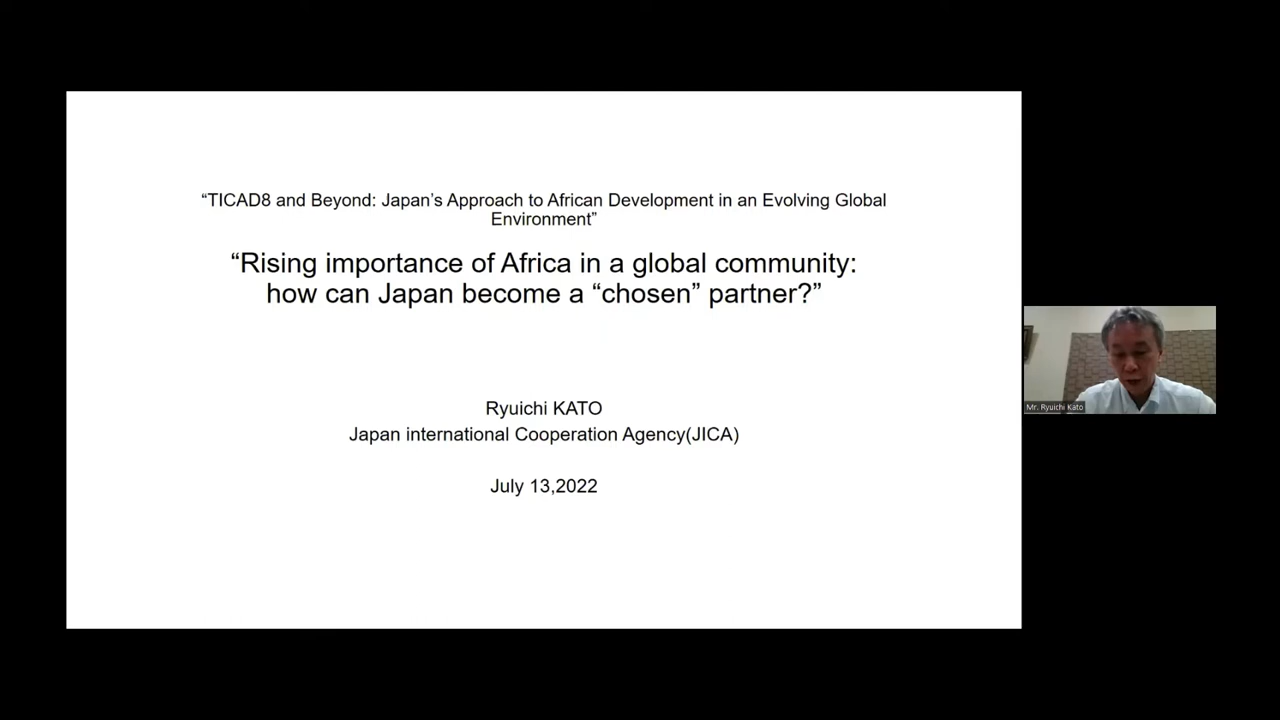 “TICAD8 and Beyond: Japan’s Approach to African Development in an Evolving Global
Environment”
“Rising importance of Africa in a global community:
how can Japan become a “chosen” partner?”
Ryuichi KATO
Japan international Cooperation Agency(JICA)
July 13,2022
Mr. Ryuichi Kato